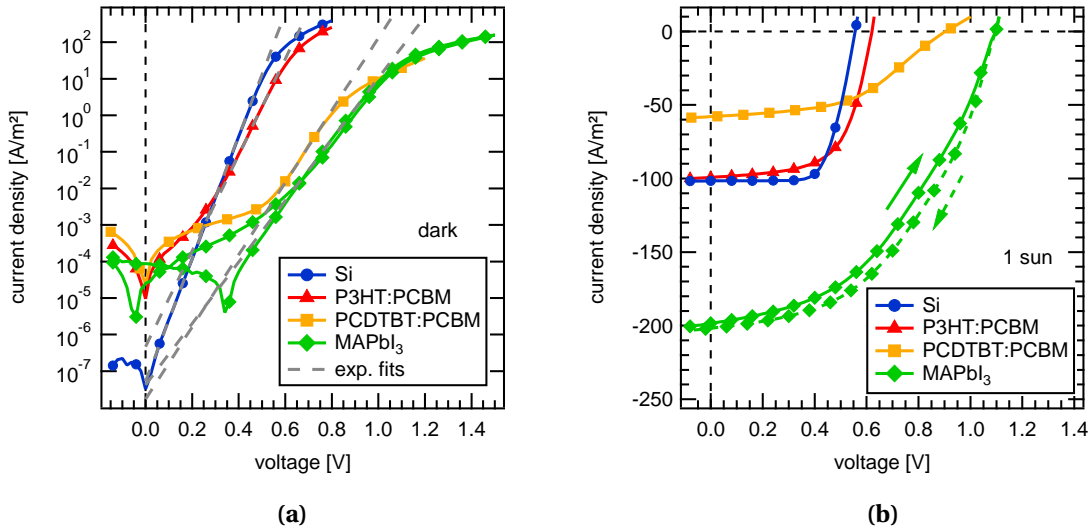 10² 10¹ 10⁰ 10⁻¹ 10⁻² 10⁻³ 10⁻⁴ 10⁻⁵ 10⁻⁶ 10⁻⁷
current density [A/m²]
dark
Si
P3HT:PCBM
PCDTBT:PCBM
MAPbI₃
exp. fits
0.0 0.2 0.4 0.6 0.8 1.0 1.2 1.4
voltage [V]
(a)
0 -50 -100 -150 -200 -250
current density [A/m²]
1 sun
Si
P3HT:PCBM
PCDTBT:PCBM
MAPbI₃
0.0 0.2 0.4 0.6 0.8 1.0 1.2 1.4
voltage [V]
(b)